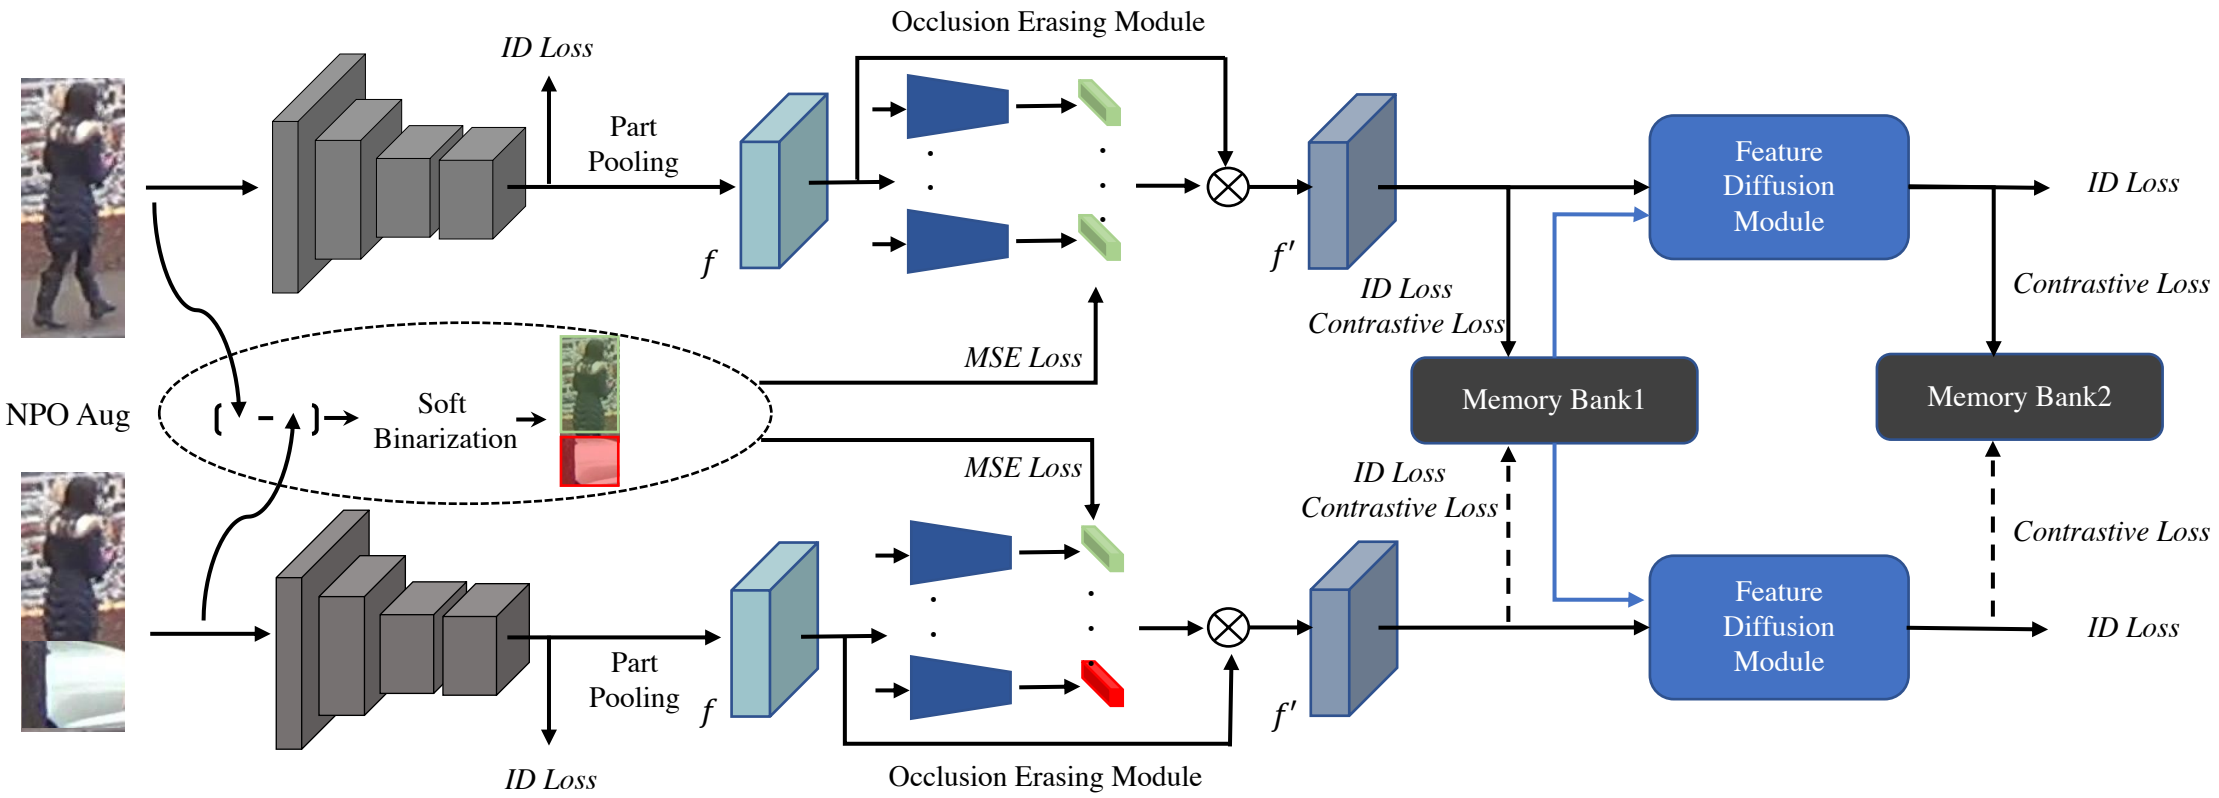 Occlusion Erasing Module
ID Loss
Part
Pooling
f
f′
Feature
Diffusion
Module
ID Loss
ID Loss
Contrastive Loss
Contrastive Loss
MSE Loss
NPO Aug
[ - ]
Soft
Binarization
Memory Bank1
Memory Bank2
MSE Loss
ID Loss
Contrastive Loss
Contrastive Loss
Part
Pooling
f
f′
Feature
Diffusion
Module
ID Loss
ID Loss
Occlusion Erasing Module